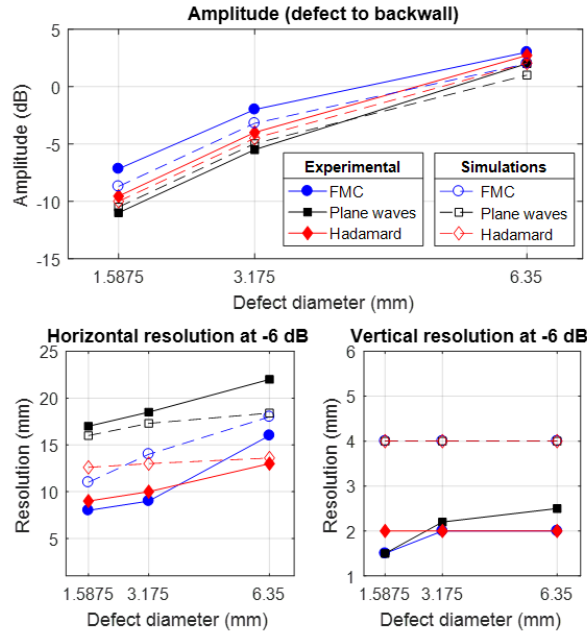 Amplitude (defect to backwall)
5
0
-5
-10
-15
Amplitude (dB)
Experimental
FMC
Plane waves
Hadamard
Simulations
FMC
Plane waves
Hadamard
1.5875 3.175 6.35
Defect diameter (mm)
Horizontal resolution at -6 dB
25
20
15
10
5
Resolution (mm)
1.5875 3.175 6.35
Defect diameter (mm)
Vertical resolution at -6 dB
6
5
4
3
2
1
Resolution (mm)
1.5875 3.175 6.35
Defect diameter (mm)